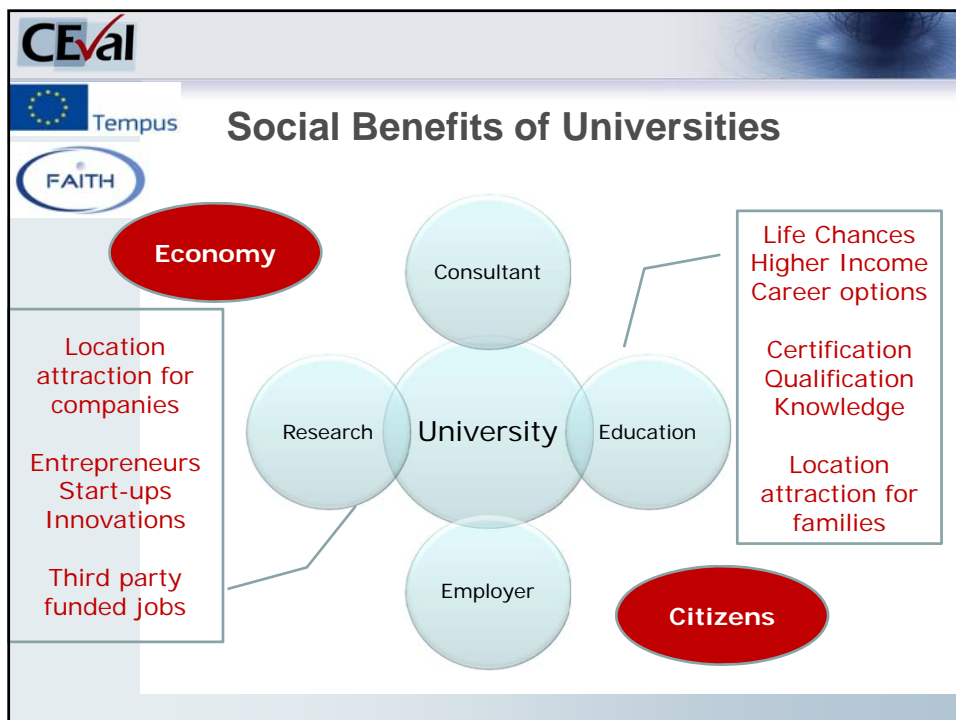 CEval
Tempus
FAITH
Social Benefits of Universities
Economy
Consultant
Life Chances
Higher Income
Career options
Certification
Qualification
Knowledge
Location
attraction for
families
Location
attraction for
companies
Entrepreneurs
Start-ups
Innovations
Third party
funded jobs
Research
University
Education
Employer
Citizens